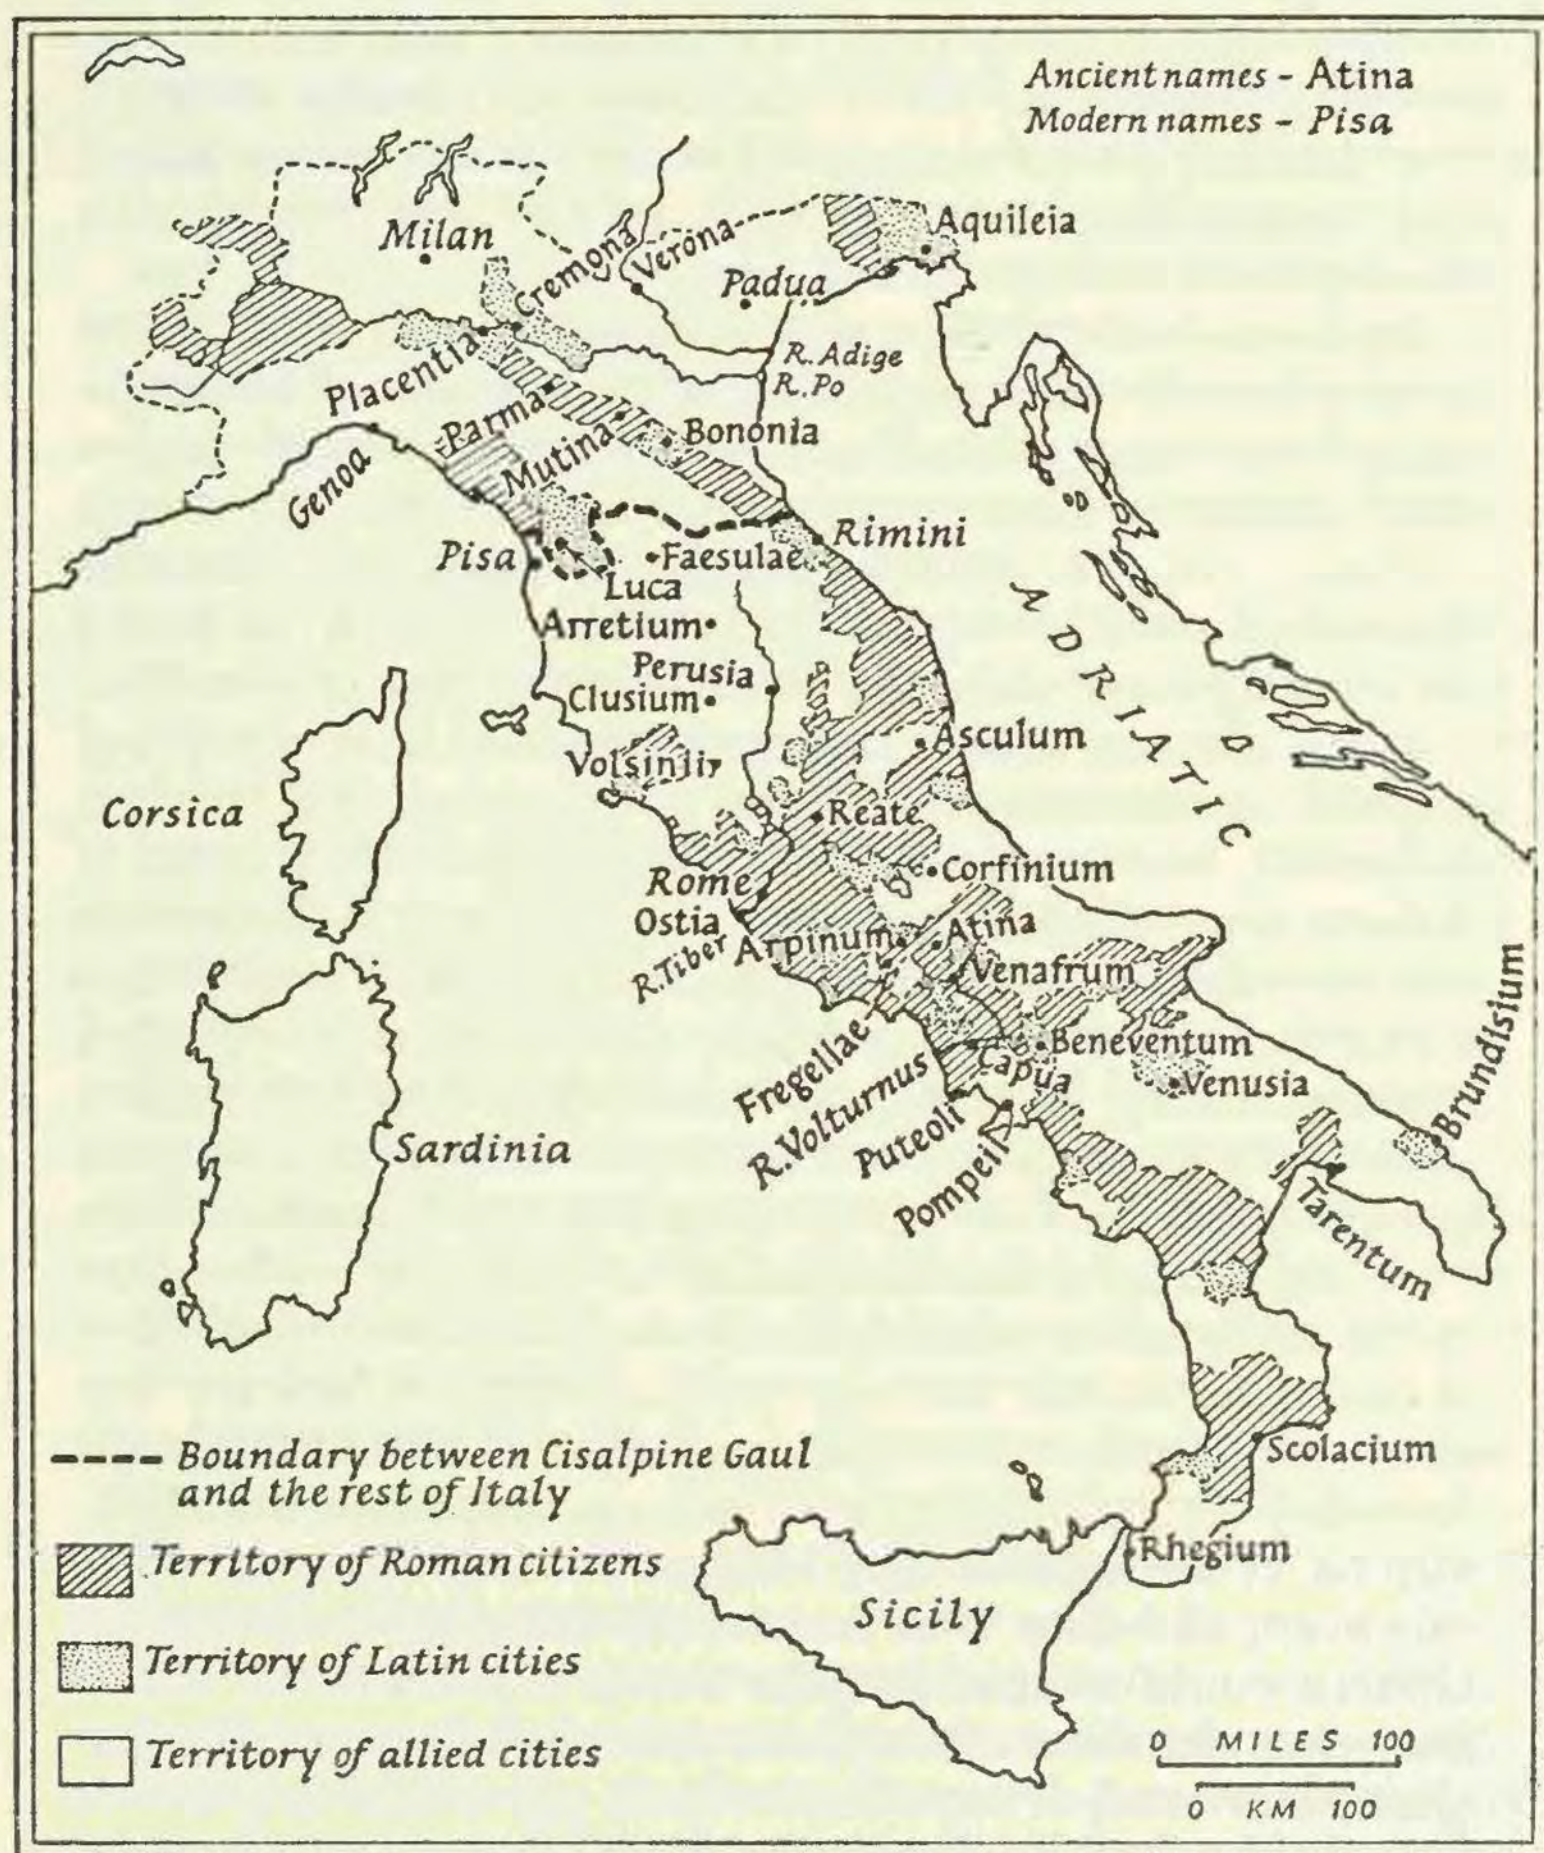 Ancient names - Atina
Modern names - Pisa
Aquileia
Milan
Cremona
Verona
Padua
R. Adige
R. Po
Placentia
Parma
Mutina
Bononia
Genoa
Rimini
Pisa
Faesulae
Luca
Arretium
Perusia
Clusium
ADRIATIC
Asculum
Volsinii
Corsica
Reate
Corfinium
Rome
Ostia
R. Tiber
Arpinum
Atina
Venafrum
Fregellae
R. Volturnus
Capua
Beneventum
Venusia
Brundisium
Puteoli
Pompeii
Sardinia
Tarentum
Boundary between Cisalpine Gaul
and the rest of Italy
Scolacium
Territory of Roman citizens
Rhegium
Sicily
Territory of Latin cities
Territory of allied cities
0 MILES 100
0 KM 100